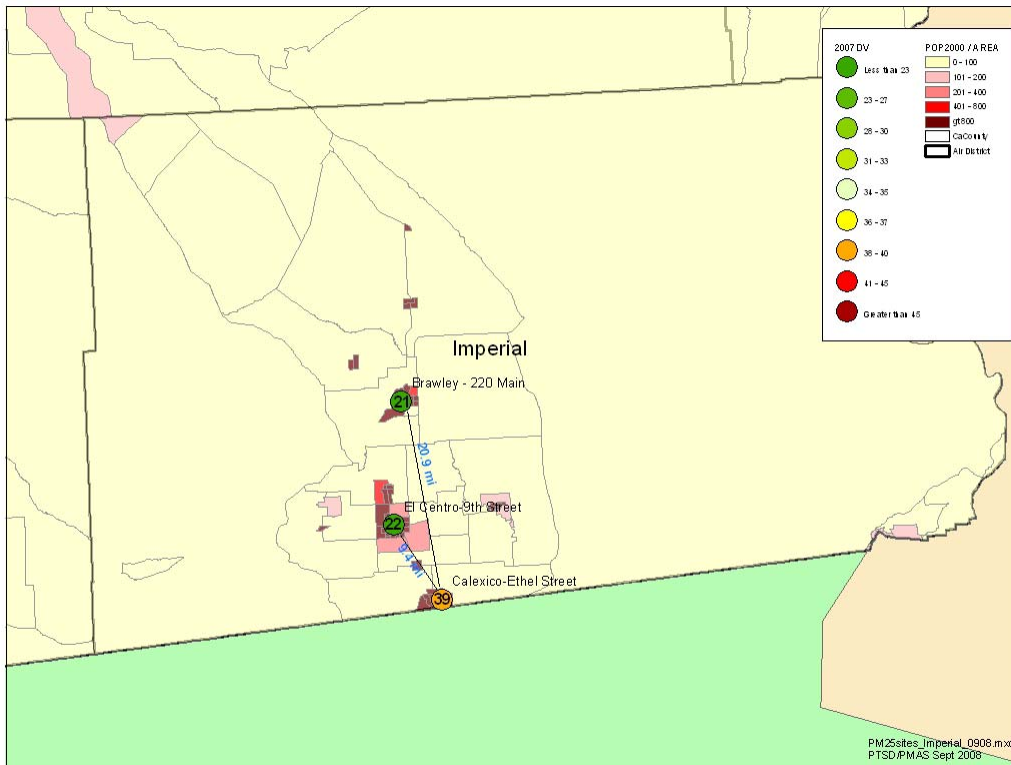 2007 DV
Less than 23
23 - 27
28 - 30
31 - 33
34 - 35
36 - 37
38 - 40
41 - 45
Greater than 45
POP2000 / AREA
0 - 100
101 - 200
201 - 400
401 - 800
gt800
CaCounty
Air District
Imperial
Brawley - 220 Main
21
20.9 mi
El Centro-9th Street
22
9.4 mi
Calexico-Ethel Street
39
PM25sites_Imperial_0908.mxd
PTSD/PMAS Sept 2008